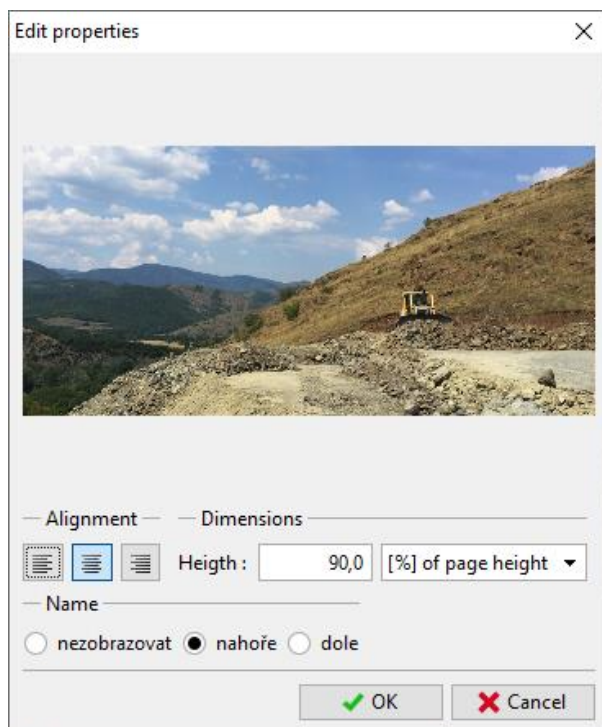 Edit properties
Alignment Dimensions
Heigth : 90,0 [%] of page height
Name
nezobrazovat nahoře dole
OK Cancel